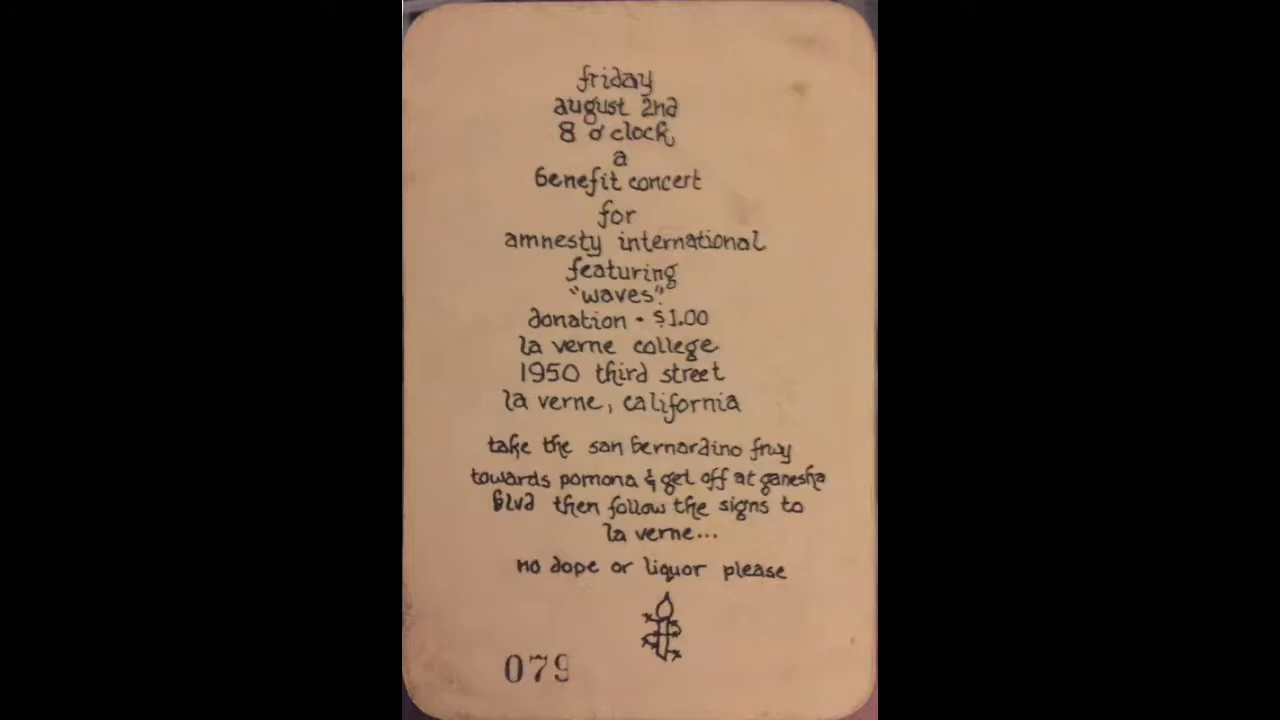 friday
august 2nd
8 o'clock
a
benefit concert
for
amnesty international
featuring
"waves".
donation - $1.00
la verne college
1950 third street
la verne, california
take the san bernardino frwy
towards pomona & get off at ganesha
blvd then follow the signs to
la verne...
no dope or liquor please
079